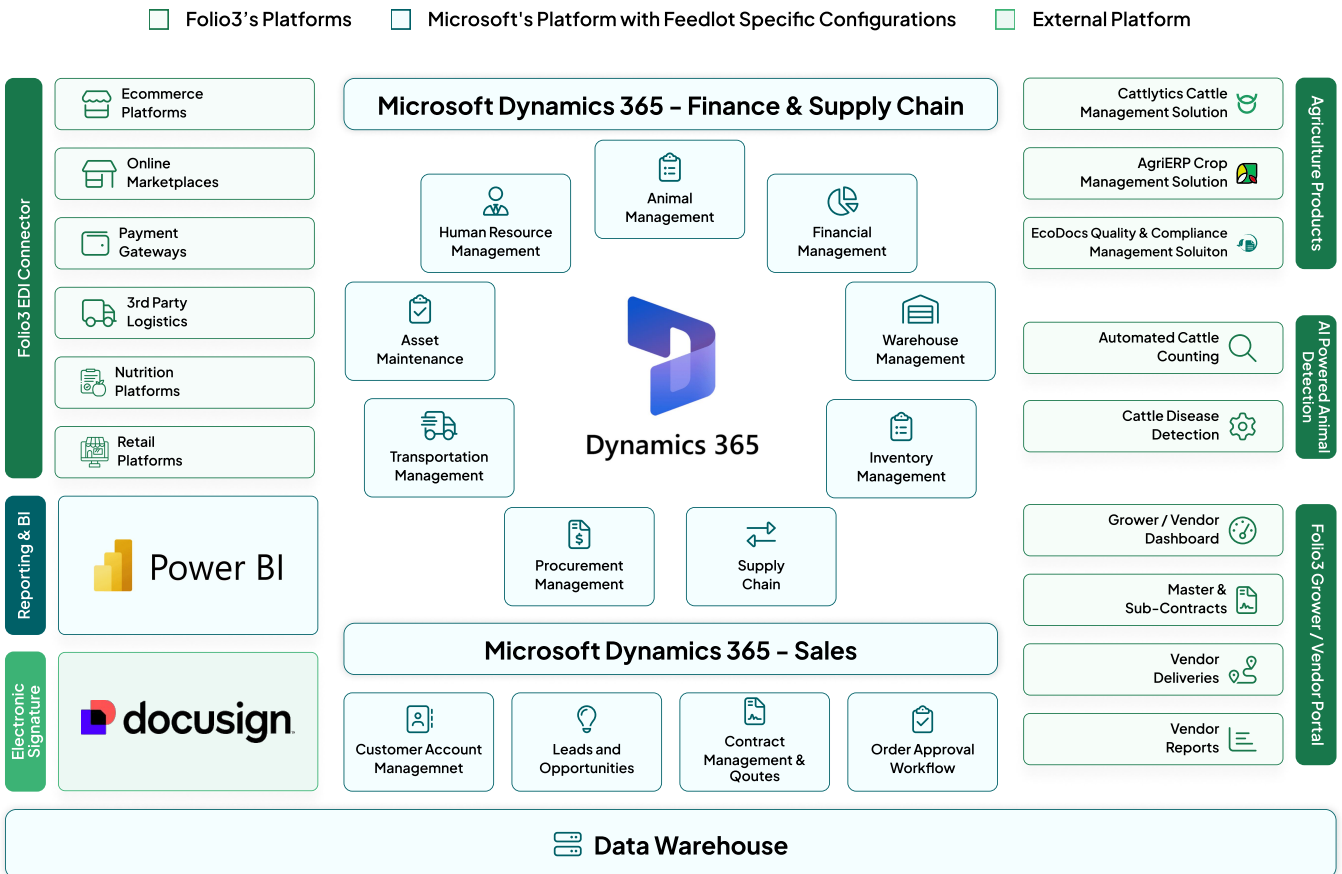 Folio3's Platforms
Microsoft's Platform with Feedlot Specific Configurations
External Platform
Folio3 EDI Connector
Ecommerce
Platforms
Online
Marketplaces
Payment
Gateways
3rd Party
Logistics
Nutrition
Platforms
Retail
Platforms
Reporting & BI
Power BI
Electronic
Signature
docusign
Microsoft Dynamics 365 – Finance & Supply Chain
Animal
Management
Human Resource
Management
Financial
Management
Asset
Maintenance
Warehouse
Management
Transportation
Management
Inventory
Management
Procurement
Management
Supply
Chain
Dynamics 365
Microsoft Dynamics 365 – Sales
Customer Account
Managemnet
Leads and
Opportunities
Contract
Management &
Qoutes
Order Approval
Workflow
Agriculture Products
Cattlytics Cattle
Management Solution
AgriERP Crop
Management Solution
EcoDocs Quality & Compliance
Management Soluiton
AI Powered Animal
Detection
Automated Cattle
Counting
Cattle Disease
Detection
Folio3 Grower / Vendor Portal
Grower / Vendor
Dashboard
Master &
Sub-Contracts
Vendor
Deliveries
Vendor
Reports
Data Warehouse